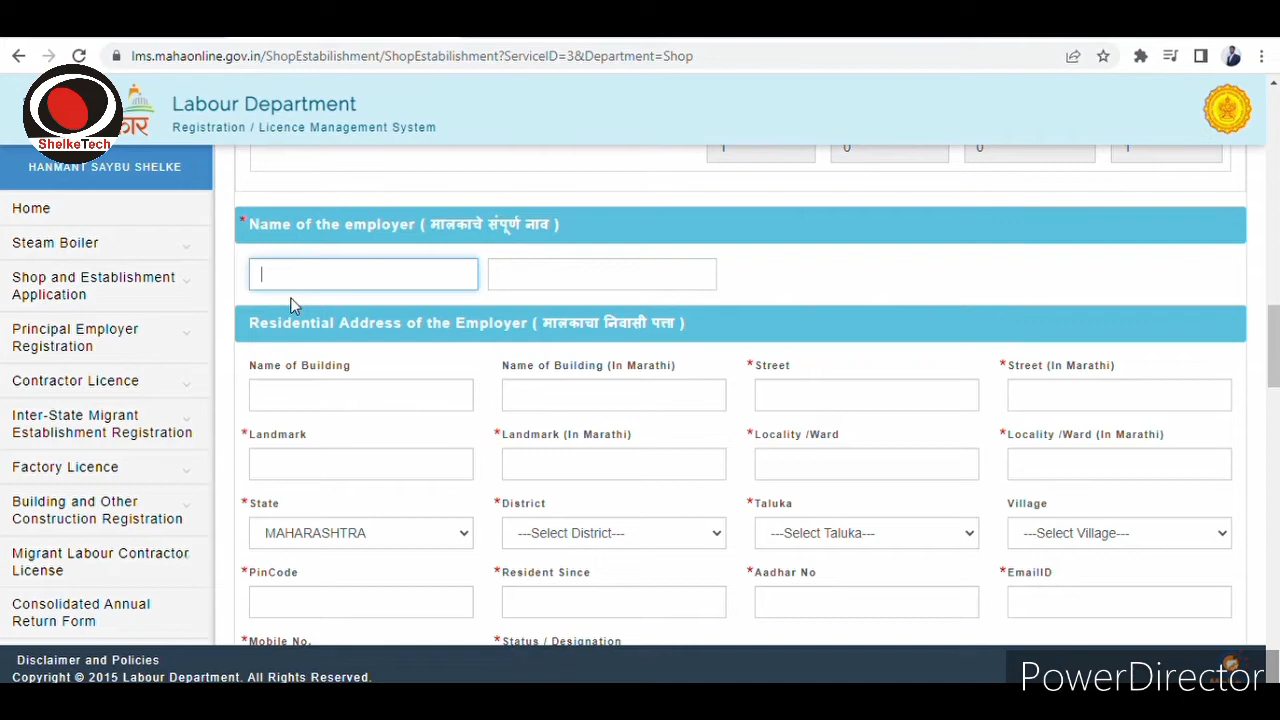 lms.mahaonline.gov.in/ShopEstabilishment/ShopEstabilishment?ServiceID=3&Department=Shop
Labour Department
Registration / Licence Management System
कार
ShelkeTech
HANMANT SAYBU SHELKE
1 0 0 1
Home
Steam Boiler
Shop and Establishment
Application
Principal Employer
Registration
Contractor Licence
Inter-State Migrant
Establishment Registration
Factory Licence
Building and Other
Construction Registration
Migrant Labour Contractor
License
Consolidated Annual
Return Form
* Name of the employer ( मालकाचे संपूर्ण नाव )
Residential Address of the Employer ( मालकाचा निवासी पत्ता )
Name of Building Name of Building (In Marathi) * Street * Street (In Marathi)
* Landmark * Landmark (In Marathi) * Locality /Ward * Locality /Ward (In Marathi)
* State * District * Taluka Village
MAHARASHTRA ---Select District--- ---Select Taluka--- ---Select Village---
* PinCode * Resident Since * Aadhar No * EmailID
* Mobile No. * Status / Designation
Disclaimer and Policies
Copyright © 2015 Labour Department. All Rights Reserved.
PowerDirector